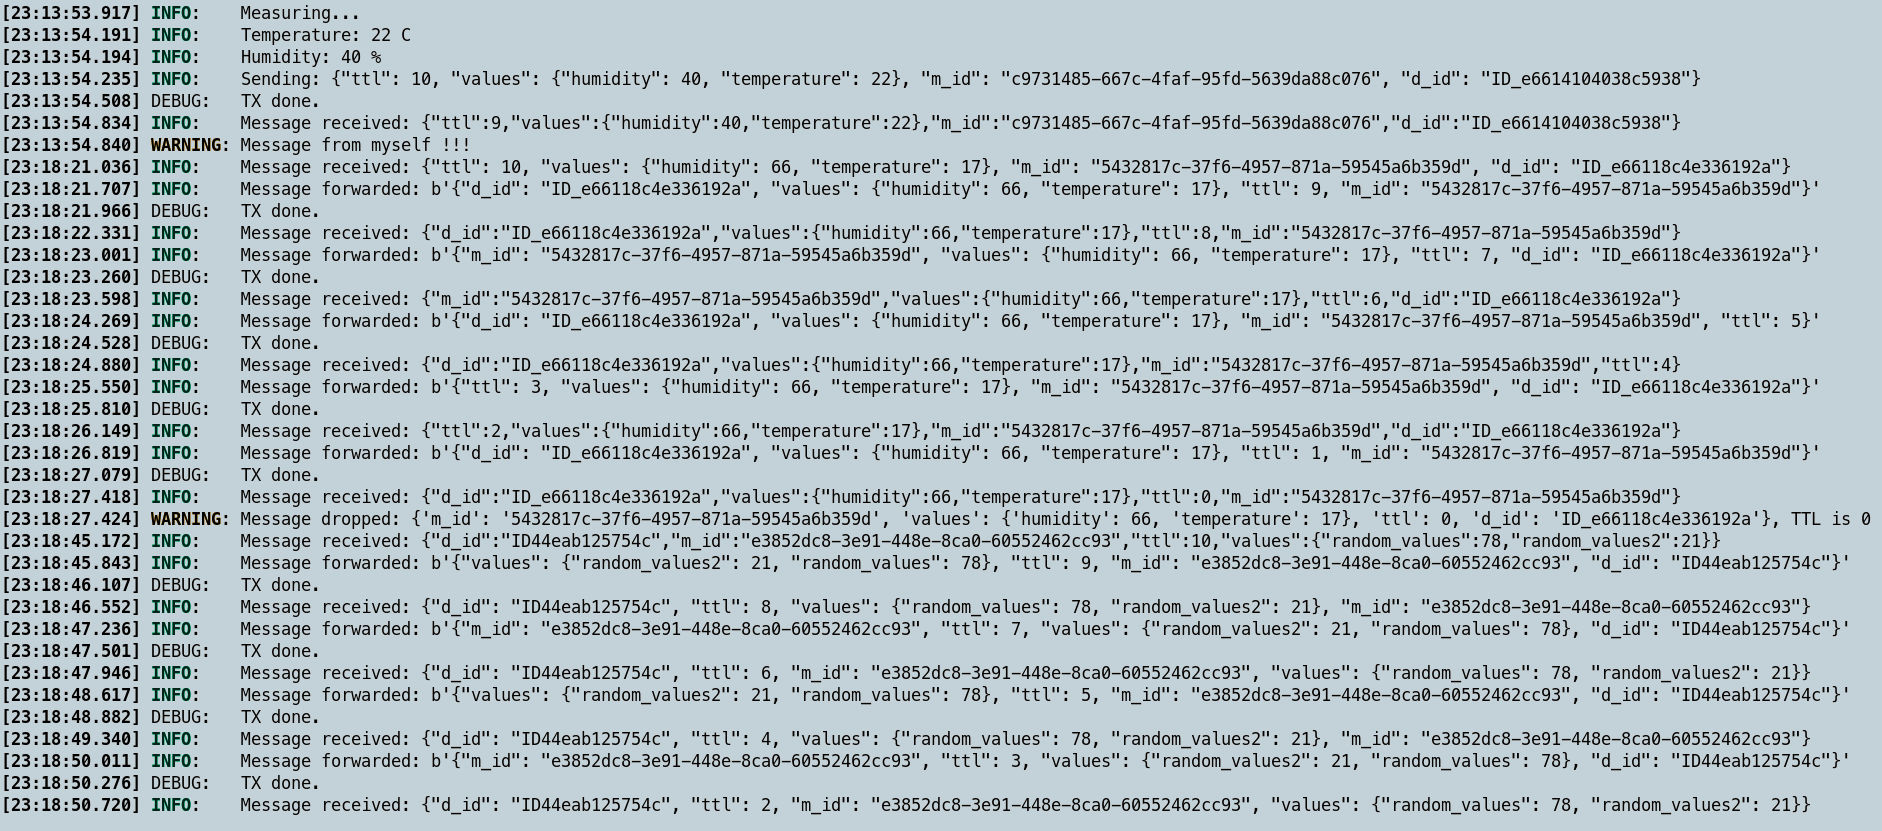 [23:13:53.917] INFO:    Measuring...
[23:13:54.191] INFO:    Temperature: 22 C
[23:13:54.194] INFO:    Humidity: 40 %
[23:13:54.235] INFO:    Sending: {"ttl": 10, "values": {"humidity": 40, "temperature": 22}, "m_id": "c9731485-667c-4faf-95fd-5639da88c076", "d_id": "ID_e6614104038c5938"}
[23:13:54.508] DEBUG:   TX done.
[23:13:54.834] INFO:    Message received: {"ttl":9,"values":{"humidity":40,"temperature":22},"m_id":"c9731485-667c-4faf-95fd-5639da88c076","d_id":"ID_e6614104038c5938"}
[23:13:54.840] WARNING: Message from myself !!!
[23:18:21.036] INFO:    Message received: {"ttl": 10, "values": {"humidity": 66, "temperature": 17}, "m_id": "5432817c-37f6-4957-871a-59545a6b359d", "d_id": "ID_e66118c4e336192a"}
[23:18:21.707] INFO:    Message forwarded: b'{"d_id": "ID_e66118c4e336192a", "values": {"humidity": 66, "temperature": 17}, "ttl": 9, "m_id": "5432817c-37f6-4957-871a-59545a6b359d"}'
[23:18:21.966] DEBUG:   TX done.
[23:18:22.331] INFO:    Message received: {"d_id":"ID_e66118c4e336192a","values":{"humidity":66,"temperature":17},"ttl":8,"m_id":"5432817c-37f6-4957-871a-59545a6b359d"}
[23:18:23.001] INFO:    Message forwarded: b'{"m_id": "5432817c-37f6-4957-871a-59545a6b359d", "values": {"humidity": 66, "temperature": 17}, "ttl": 7, "d_id": "ID_e66118c4e336192a"}'
[23:18:23.260] DEBUG:   TX done.
[23:18:23.598] INFO:    Message received: {"m_id":"5432817c-37f6-4957-871a-59545a6b359d","values":{"humidity":66,"temperature":17},"ttl":6,"d_id":"ID_e66118c4e336192a"}
[23:18:24.269] INFO:    Message forwarded: b'{"d_id": "ID_e66118c4e336192a", "values": {"humidity": 66, "temperature": 17}, "m_id": "5432817c-37f6-4957-871a-59545a6b359d", "ttl": 5}'
[23:18:24.528] DEBUG:   TX done.
[23:18:24.880] INFO:    Message received: {"d_id":"ID_e66118c4e336192a","values":{"humidity":66,"temperature":17},"m_id":"5432817c-37f6-4957-871a-59545a6b359d","ttl":4}
[23:18:25.550] INFO:    Message forwarded: b'{"ttl": 3, "values": {"humidity": 66, "temperature": 17}, "m_id": "5432817c-37f6-4957-871a-59545a6b359d", "d_id": "ID_e66118c4e336192a"}'
[23:18:25.810] DEBUG:   TX done.
[23:18:26.149] INFO:    Message received: {"ttl":2,"values":{"humidity":66,"temperature":17},"m_id":"5432817c-37f6-4957-871a-59545a6b359d","d_id":"ID_e66118c4e336192a"}
[23:18:26.819] INFO:    Message forwarded: b'{"d_id": "ID_e66118c4e336192a", "values": {"humidity": 66, "temperature": 17}, "ttl": 1, "m_id": "5432817c-37f6-4957-871a-59545a6b359d"}'
[23:18:27.079] DEBUG:   TX done.
[23:18:27.418] INFO:    Message received: {"d_id":"ID_e66118c4e336192a","values":{"humidity":66,"temperature":17},"ttl":0,"m_id":"5432817c-37f6-4957-871a-59545a6b359d"}
[23:18:27.424] WARNING: Message dropped: {'m_id': '5432817c-37f6-4957-871a-59545a6b359d', 'values': {'humidity': 66, 'temperature': 17}, 'ttl': 0, 'd_id': 'ID_e66118c4e336192a'}, TTL is 0
[23:18:45.172] INFO:    Message received: {"d_id":"ID44eab125754c","m_id":"e3852dc8-3e91-448e-8ca0-60552462cc93","ttl":10,"values":{"random_values":78,"random_values2":21}}
[23:18:45.843] INFO:    Message forwarded: b'{"values": {"random_values2": 21, "random_values": 78}, "ttl": 9, "m_id": "e3852dc8-3e91-448e-8ca0-60552462cc93", "d_id": "ID44eab125754c"}'
[23:18:46.107] DEBUG:   TX done.
[23:18:46.552] INFO:    Message received: {"d_id": "ID44eab125754c", "ttl": 8, "values": {"random_values": 78, "random_values2": 21}, "m_id": "e3852dc8-3e91-448e-8ca0-60552462cc93"}
[23:18:47.236] INFO:    Message forwarded: b'{"m_id": "e3852dc8-3e91-448e-8ca0-60552462cc93", "ttl": 7, "values": {"random_values2": 21, "random_values": 78}, "d_id": "ID44eab125754c"}'
[23:18:47.501] DEBUG:   TX done.
[23:18:47.946] INFO:    Message received: {"d_id": "ID44eab125754c", "ttl": 6, "m_id": "e3852dc8-3e91-448e-8ca0-60552462cc93", "values": {"random_values": 78, "random_values2": 21}}
[23:18:48.617] INFO:    Message forwarded: b'{"values": {"random_values2": 21, "random_values": 78}, "ttl": 5, "m_id": "e3852dc8-3e91-448e-8ca0-60552462cc93", "d_id": "ID44eab125754c"}'
[23:18:48.882] DEBUG:   TX done.
[23:18:49.340] INFO:    Message received: {"d_id": "ID44eab125754c", "ttl": 4, "values": {"random_values": 78, "random_values2": 21}, "m_id": "e3852dc8-3e91-448e-8ca0-60552462cc93"}
[23:18:50.011] INFO:    Message forwarded: b'{"m_id": "e3852dc8-3e91-448e-8ca0-60552462cc93", "ttl": 3, "values": {"random_values2": 21, "random_values": 78}, "d_id": "ID44eab125754c"}'
[23:18:50.276] DEBUG:   TX done.
[23:18:50.720] INFO:    Message received: {"d_id": "ID44eab125754c", "ttl": 2, "m_id": "e3852dc8-3e91-448e-8ca0-60552462cc93", "values": {"random_values": 78, "random_values2": 21}}